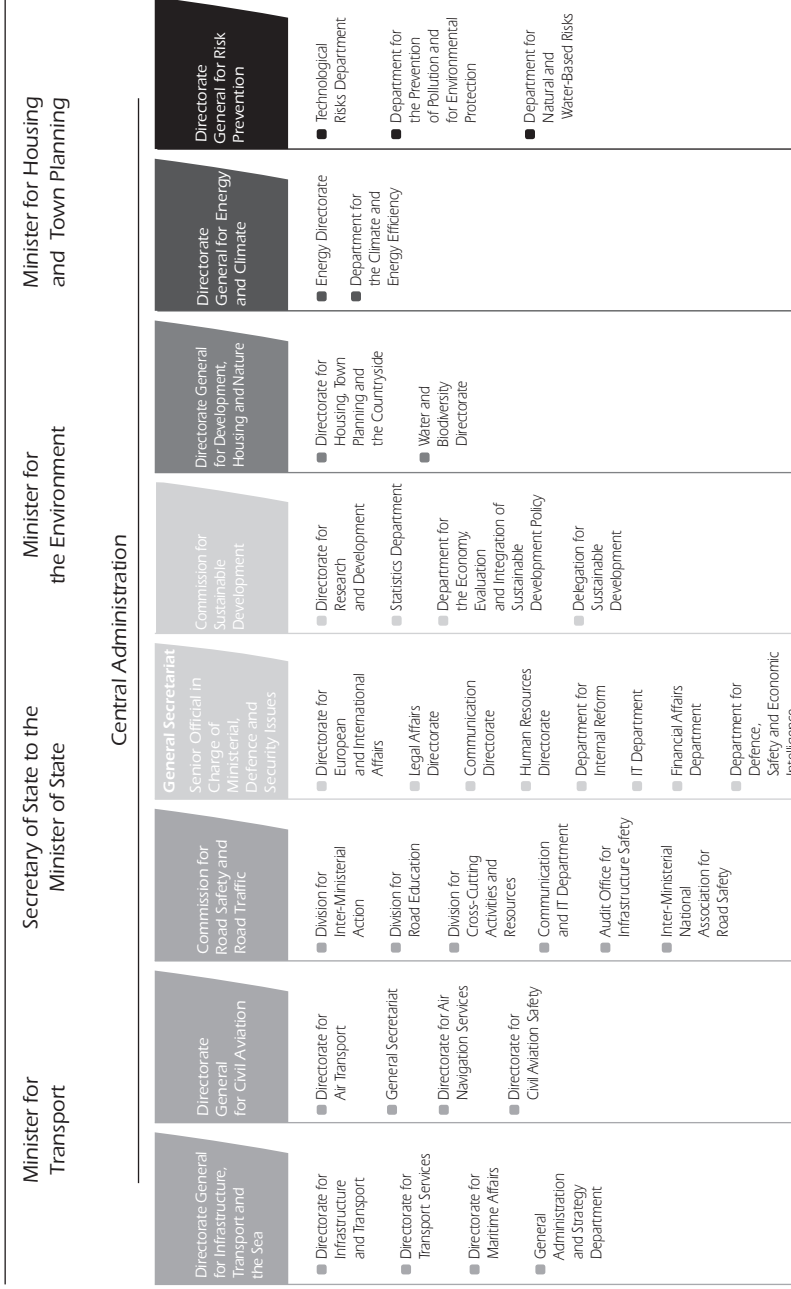 Minister for
Transport
Secretary of State to the
Minister of State
Minister for
the Environment
Minister for Housing
and Town Planning
Central Administration
Directorate General
for Infrastructure,
Transport and
the Sea
Directorate for
Infrastructure
and Transport
Directorate for
Transport Services
Directorate for
Maritime Affairs
General
Administration
and Strategy
Department
Directorate
General
for Civil Aviation
Directorate for
Air Transport
General Secretariat
Directorate for Air
Navigation Services
Directorate for
Civil Aviation Safety
Commission for
Road Safety and
Road Traffic
Division for
Inter-Ministerial
Action
Division for
Road Education
Division for
Cross-Cutting
Activities and
Resources
Communication
and IT Department
Audit Office for
Infrastructure Safety
Inter-Ministerial
National
Association for
Road Safety
General Secretariat
Senior Official in
Charge of
Ministerial,
Defence and
Security Issues
Directorate for
European
and International
Affairs
Legal Affairs
Directorate
Communication
Directorate
Human Resources
Directorate
Department for
Internal Reform
IT Department
Financial Affairs
Department
Department for
Defence,
Safety and Economic
Intelligence
Commission for
Sustainable
Development
Directorate for
Research
and Development
Statistics Department
Department for
the Economy,
Evaluation
and Integration of
Sustainable
Development Policy
Delegation for
Sustainable
Development
Directorate General
for Development,
Housing and Nature
Directorate for
Housing, Town
Planning and
the Countryside
Water and
Biodiversity
Directorate
Directorate
General for Energy
and Climate
Energy Directorate
Department for
the Climate and
Energy Efficiency
Directorate
General for Risk
Prevention
Technological
Risks Department
Department for
the Prevention
of Pollution and
for Environmental
Protection
Department for
Natural and
Water-Based Risks